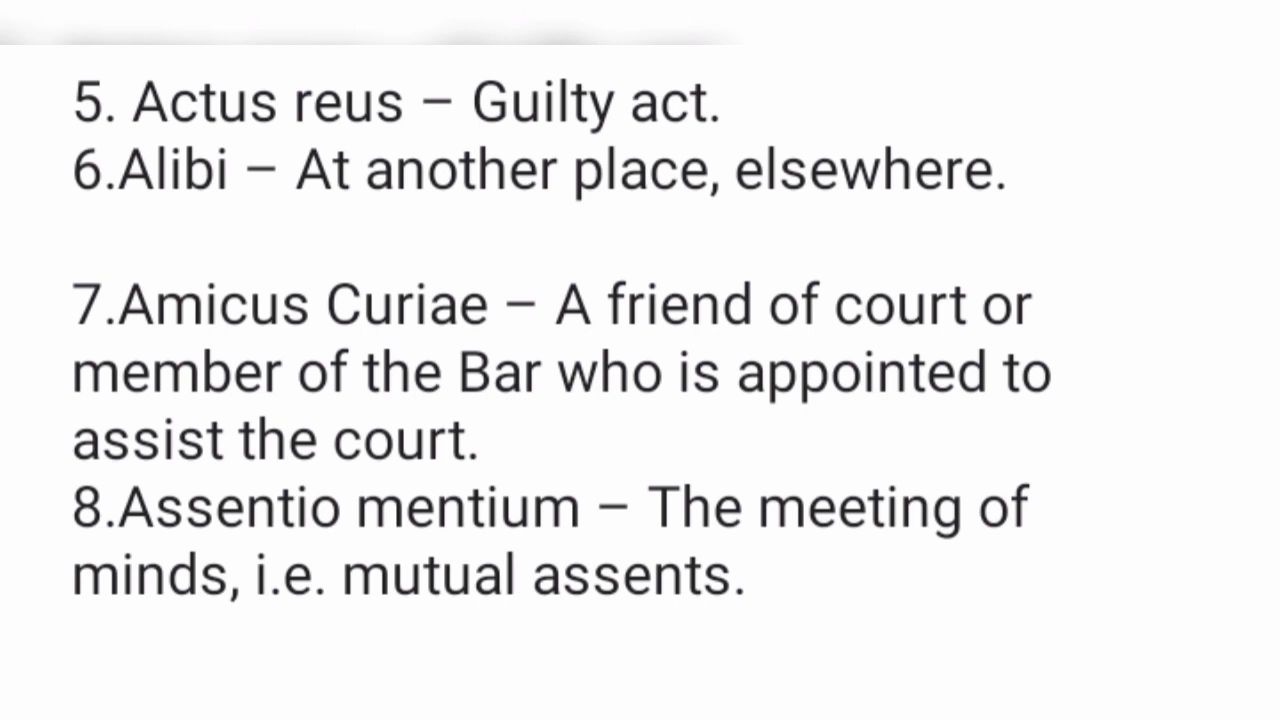 5. Actus reus – Guilty act.
6.Alibi – At another place, elsewhere.
7.Amicus Curiae – A friend of court or
member of the Bar who is appointed to
assist the court.
8.Assentio mentium – The meeting of
minds, i.e. mutual assents.